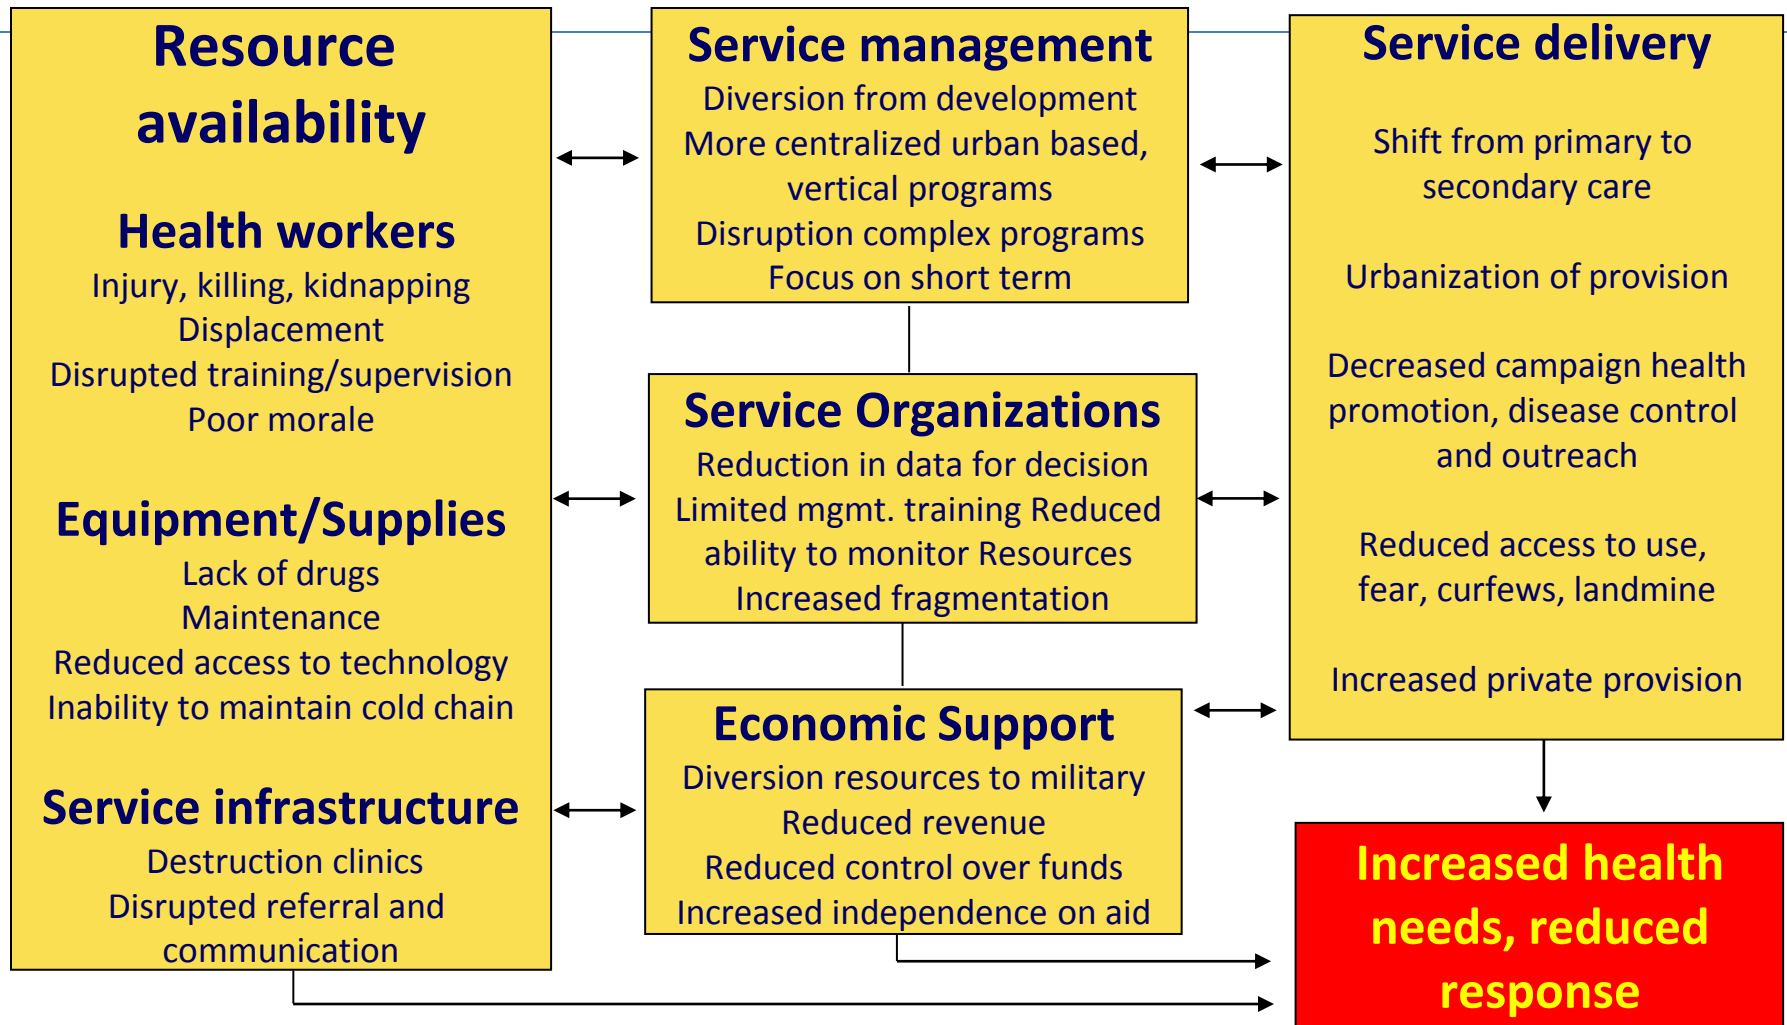 Resource
availability
Health workers
Injury, killing, kidnapping
Displacement
Disrupted training/supervision
Poor morale
Equipment/Supplies
Lack of drugs
Maintenance
Reduced access to technology
Inability to maintain cold chain
Service infrastructure
Destruction clinics
Disrupted referral and
communication
Service management
Diversion from development
More centralized urban based,
vertical programs
Disruption complex programs
Focus on short term
Service Organizations
Reduction in data for decision
Limited mgmt. training Reduced
ability to monitor Resources
Increased fragmentation
Economic Support
Diversion resources to military
Reduced revenue
Reduced control over funds
Increased independence on aid
Service delivery
Shift from primary to
secondary care
Urbanization of provision
Decreased campaign health
promotion, disease control
and outreach
Reduced access to use,
fear, curfews, landmine
Increased private provision
Increased health
needs, reduced
response